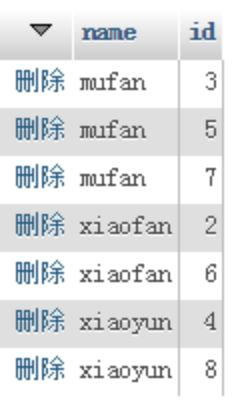 name id
删除 mufan 3
删除 mufan 5
删除 mufan 7
删除 xiaofan 2
删除 xiaofan 6
删除 xiaoyun 4
删除 xiaoyun 8